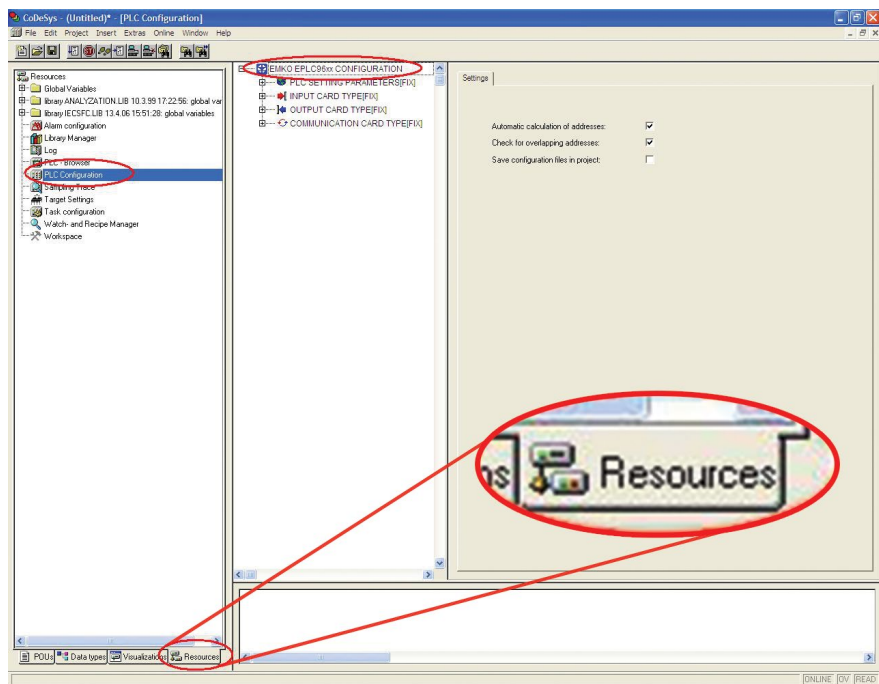 CoDeSys - (Untitled)* - [PLC Configuration]
File Edit Project Insert Extras Online Window Help
Resources
Global Variables
library ANALYZATION.LIB 10.3.99 17:22:56: global var
library IECSFC.LIB 13.4.06 15:51:28: global variables
Alarm configuration
Library Manager
Log
PLC - Browser
PLC Configuration
Sampling Trace
Target Settings
Task configuration
Watch- and Recipe Manager
Workspace
EMKO EPLC96xx CONFIGURATION
PLC SETTING PARAMETERS[FIX]
INPUT CARD TYPE[FIX]
OUTPUT CARD TYPE[FIX]
COMMUNICATION CARD TYPE[FIX]
Settings
Automatic calculation of addresses:
Check for overlapping addresses:
Save configuration files in project:
ns Resources
POUs Data types Visualizations Resources
ONLINE OV READ